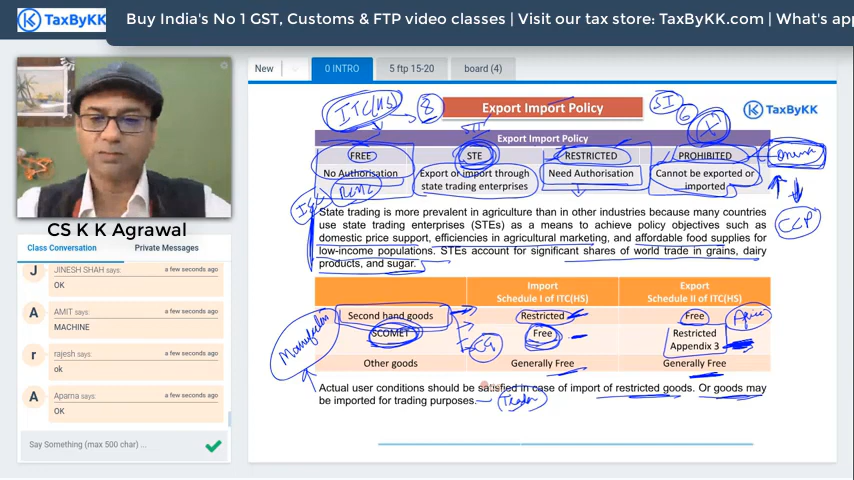 TaxByKK
Buy India's No 1 GST, Customs & FTP video classes | Visit our tax store: TaxByKK.com | What's app
CS K K Agrawal
Class Conversation
Private Messages
J
JINESH SHAH says:
a few seconds ago
OK
A
AMIT says:
a few seconds ago
MACHINE
r
rajesh says:
a few seconds ago
ok
A
Aparna says:
a few seconds ago
OK
Say Something (max 500 char) ...
New
0 INTRO
5 ftp 15-20
board (4)
ITC(HS)
8
Export Import Policy
6
TaxByKK
Export Import Policy
FREE
STE
RESTRICTED
PROHIBITED
No Authorisation
Export or import through state trading enterprises
Need Authorisation
Cannot be exported or imported
CCP
State trading is more prevalent in agriculture than in other industries because many countries
use state trading enterprises (STEs) as a means to achieve policy objectives such as
domestic price support, efficiencies in agricultural marketing, and affordable food supplies for
low-income populations. STEs account for significant shares of world trade in grains, dairy
products, and sugar.
Import
Schedule I of ITC(HS)
Export
Schedule II of ITC(HS)
Second hand goods
Restricted
Free
SCOMET
Free
Restricted
Appendix 3
CG
Other goods
Generally Free
Generally Free
Actual user conditions should be satisfied in case of import of restricted goods. Or goods may
be imported for trading purposes.
Trader